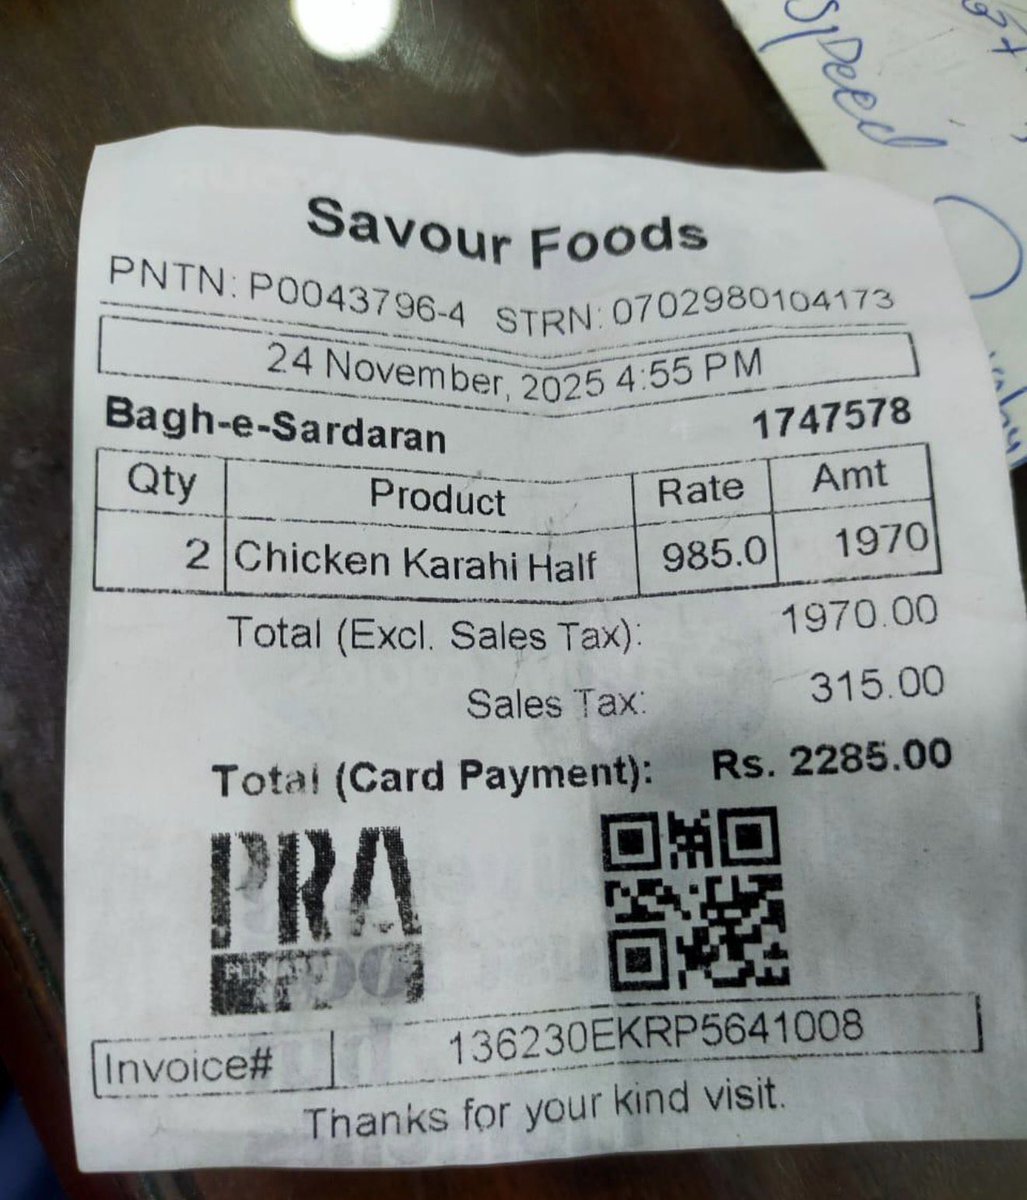 speed
Savour Foods
PNTN: P0043796-4 STRN: 0702980104173
24 November, 2025 4:55 PM
Bagh-e-Sardaran 1747578
Qty Product Rate Amt
2 Chicken Karahi Half 985.0 1970
Total (Excl. Sales Tax): 1970.00
Sales Tax: 315.00
Total (Card Payment): Rs. 2285.00
PRA
Invoice# 136230EKRP5641008
Thanks for your kind visit.